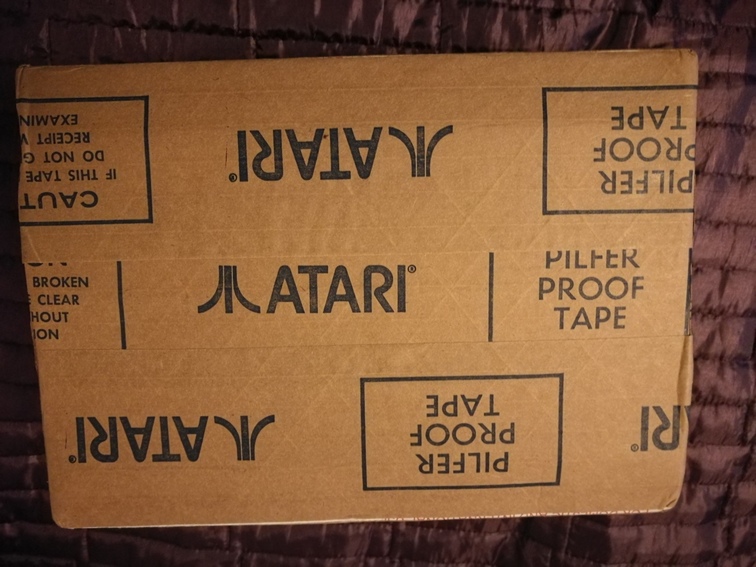 CAUT
IF THIS TAPE
DO NOT G
RECEIPT
EXAMIN
ATARI®
PILFER
PROOF
TAPE
BROKEN
CLEAR
HOUT
ION
ATARI®
PILFER
PROOF
TAPE
ATARI®
PILFER
PROOF
TAPE
RI®